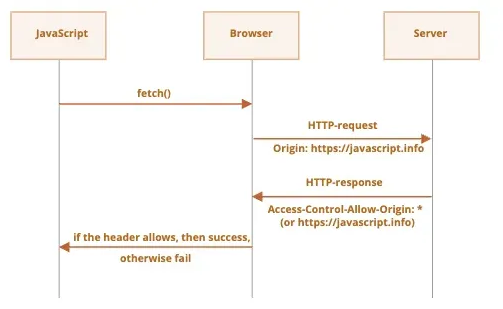 JavaScript
Browser
Server
fetch()
HTTP-request
Origin: https://javascript.info
HTTP-response
Access-Control-Allow-Origin: *
(or https://javascript.info)
if the header allows, then success,
otherwise fail